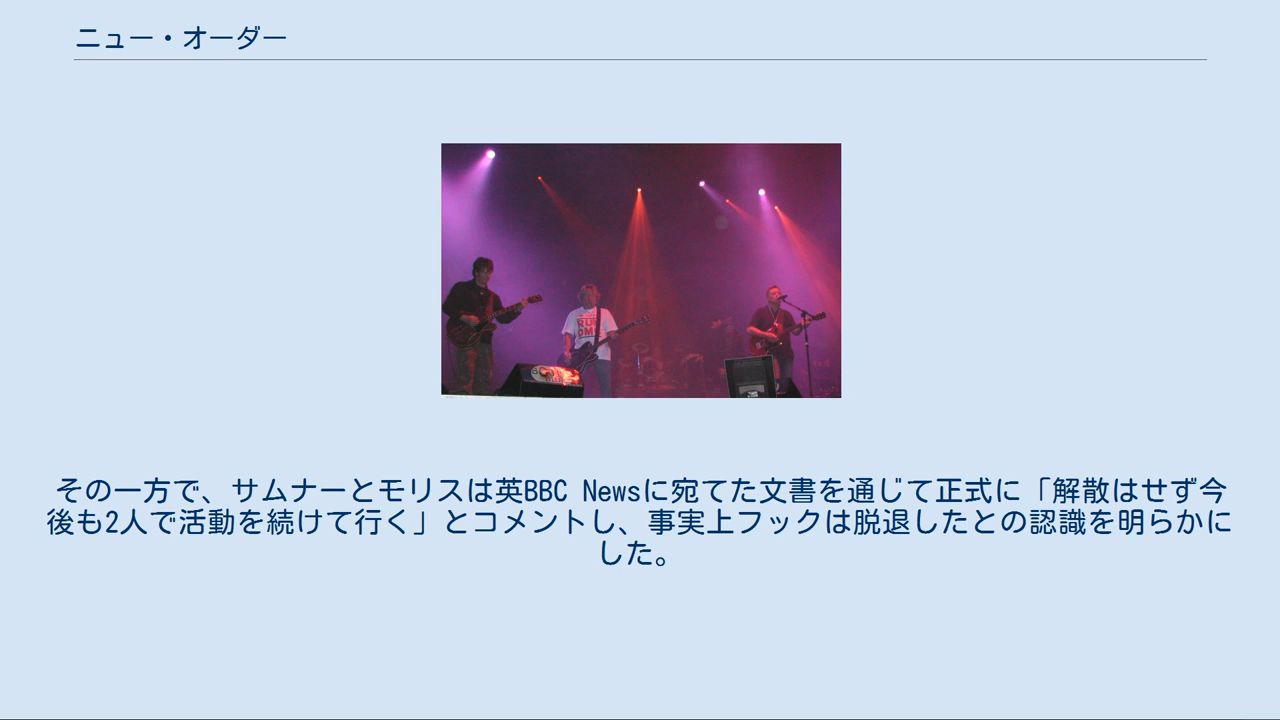 ニュー・オーダー
その一方で、サムナーとモリスは英BBC Newsに宛てた文書を通じて正式に「解散はせず今
後も2人で活動を続けて行く」とコメントし、事実上フックは脱退したとの認識を明らかに
した。